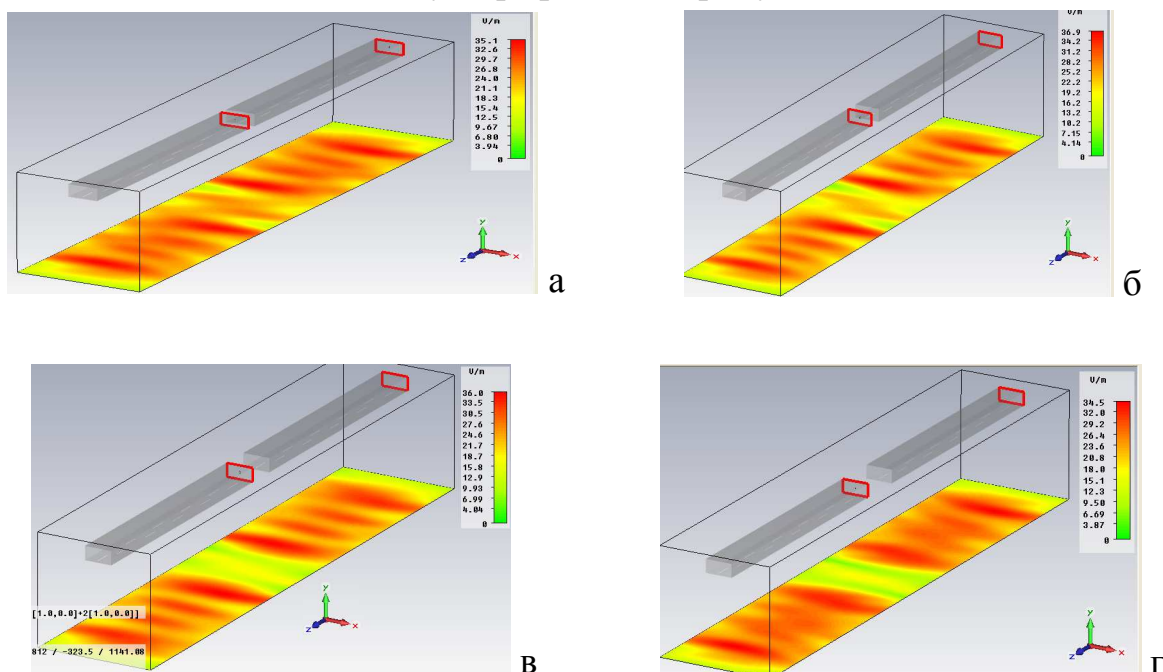 V/m
35.1
32.6
29.7
26.8
24.0
21.1
18.3
15.4
12.5
9.67
6.80
3.94
0
y
z
x
а
V/m
36.9
34.2
31.2
28.2
25.2
22.2
19.2
16.2
13.2
10.2
7.15
4.14
0
y
z
x
б
V/m
36.0
33.5
30.5
27.6
24.6
21.7
18.7
15.8
12.9
9.93
6.99
4.04
0
[1.0,0.0]+2[1.0,0.0]]
812 / -323.5 / 1141.08
y
z
x
в
V/m
34.5
32.0
29.2
26.4
23.6
20.8
18.0
15.1
12.3
9.50
6.69
3.87
0
y
z
x
г